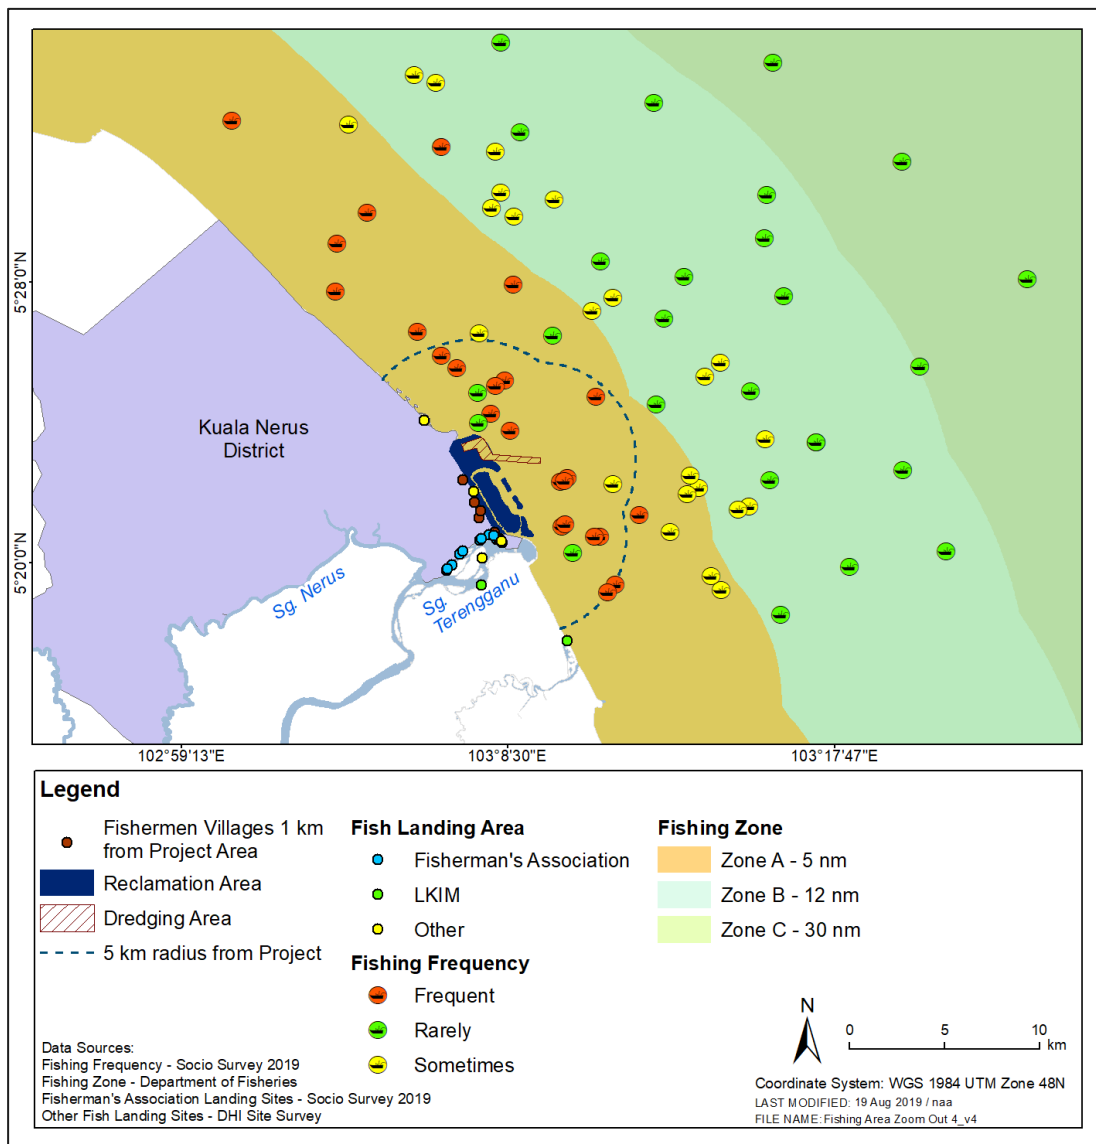 5°28'0"N
Kuala Nerus
District
5°20'0"N
Sg. Nerus
Sg.
Terengganu
102°59'13"E
103°8'30"E
103°17'47"E
Legend
Fishermen Villages 1 km
from Project Area
Reclamation Area
Dredging Area
5 km radius from Project
Fish Landing Area
Fisherman's Association
LKIM
Other
Fishing Frequency
Frequent
Rarely
Sometimes
Fishing Zone
Zone A - 5 nm
Zone B - 12 nm
Zone C - 30 nm
N
0 5 10
km
Data Sources:
Fishing Frequency - Socio Survey 2019
Fishing Zone - Department of Fisheries
Fisherman's Association Landing Sites - Socio Survey 2019
Other Fish Landing Sites - DHI Site Survey
Coordinate System: WGS 1984 UTM Zone 48N
LAST MODIFIED: 19 Aug 2019 / naa
FILE NAME: Fishing Area Zoom Out 4_v4